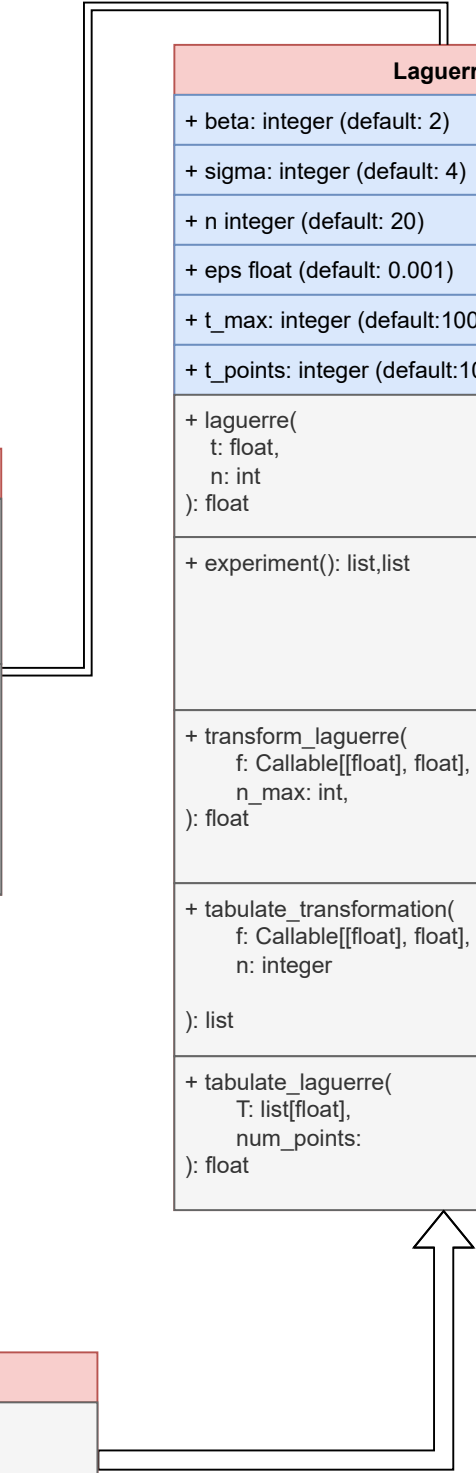 Laguerr
+ beta: integer (default: 2)
+ sigma: integer (default: 4)
+ n integer (default: 20)
+ eps float (default: 0.001)
+ t_max: integer (default:100
+ t_points: integer (default:10
+ laguerre(
t: float,
n: int
): float
+ experiment(): list,list
+ transform_laguerre(
f: Callable[[float], float],
n_max: int,
): float
+ tabulate_transformation(
f: Callable[[float], float],
n: integer
): list
+ tabulate_laguerre(
T: list[float],
num_points:
): float